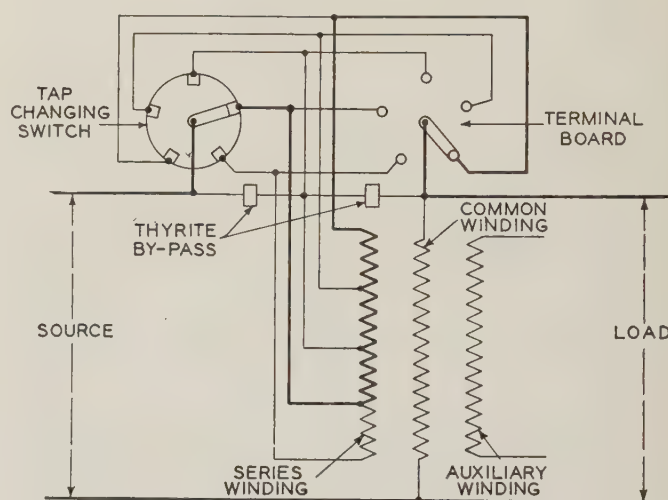 TAP
CHANGING
SWITCH
TERMINAL
BOARD
THYRITE
BY-PASS
COMMON
WINDING
SOURCE
LOAD
SERIES
WINDING
AUXILIARY
WINDING